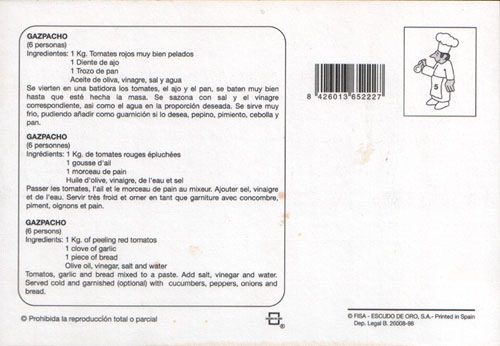 GAZPACHO
(6 personas)
Ingredientes: 1 Kg. Tomates rojos muy bien pelados
1 Diente de ajo
1 Trozo de pan
Aceite de oliva, vinagre, sal y agua
Se vierten en una batidora los tomates, el ajo y el pan, se baten muy bien
hasta que esté hecha la masa. Se sazona con sal y el vinagre
correspondiente, así como el agua en la proporción deseada. Se sirve muy
frio, pudiendo añadir como guarnición si lo desea, pepino, pimiento, cebolla y
pan.
GAZPACHO
(6 personnes)
Ingrédients: 1 Kg. de tomates rouges épluchées
1 gousse d'ail
1 morceau de pain
Huile d'olive, vinaigre, de l'eau et sel
Passer les tomates, l'ail et le morceau de pain au mixeur. Ajouter sel, vinaigre
et de l'eau. Servir très froid et orner en tant que garniture avec concombre,
piment, oignons et pain.
GAZPACHO
(6 persons)
Ingredients: 1 Kg. of peeling red tomatos
1 clove of garlic
1 piece of bread
Olive oil, vinegar, salt and water
Tomatos, garlic and bread mixed to a paste. Add salt, vinegar and water.
Served cold and garnished (optional) with cucumbers, peppers, onions and
bread.
© Prohibida la reproducción total o parcial
®
8 426013 652227
5
© FISA - ESCUDO DE ORO, S.A.- Printed in Spain
Dep. Legal B. 26008-98